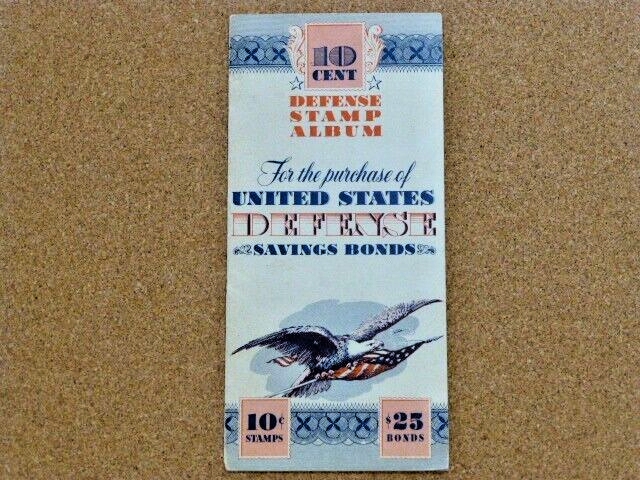 10
CENT
DEFENSE
STAMP
ALBUM
For the purchase of
UNITED STATES
DEFENSE
SAVINGS BONDS
10¢
STAMPS
$25
BONDS